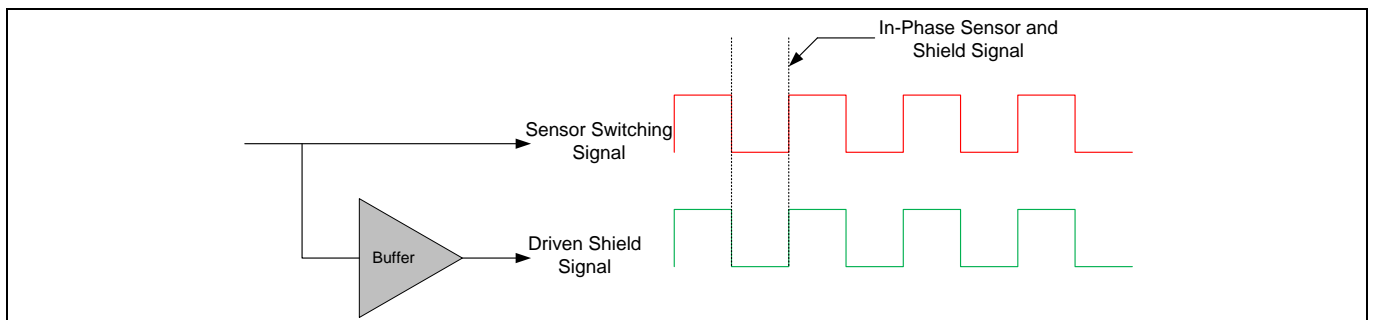 In-Phase Sensor and
Shield Signal
Sensor Switching
Signal
Buffer
Driven Shield
Signal